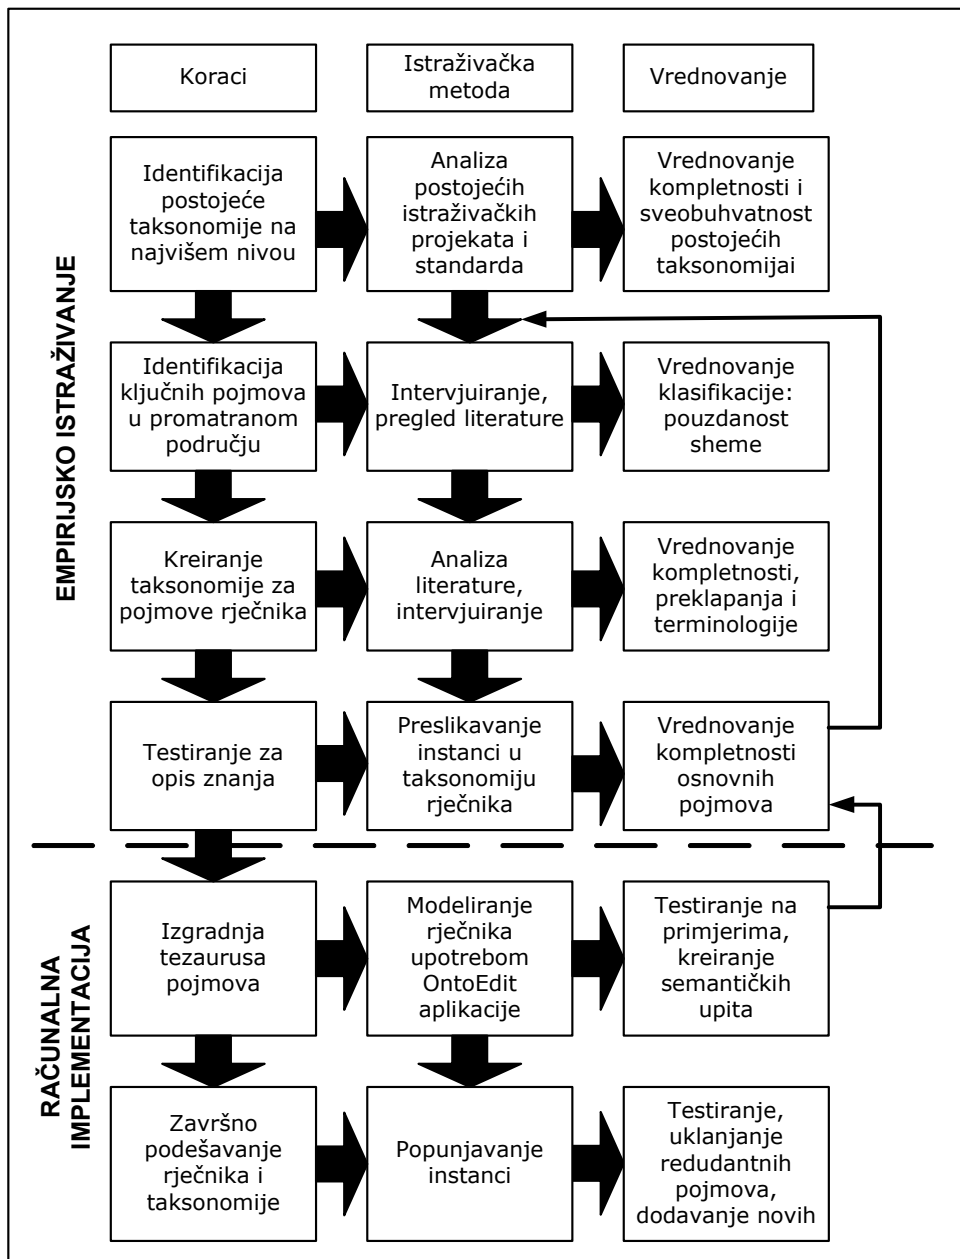 Koraci
Istraživačka
metoda
Vrednovanje
EMPIRIJSKO ISTRAŽIVANJE
Identifikacija
postojeće
taksonomije na
najvišem nivou
Analiza
postojećih
istraživačkih
projekata i
standarda
Vrednovanje
kompletnosti i
sveobuhvatnost
postojećih
taksonomijai
Identifikacija
ključnih pojmova
u promatranom
području
Intervjuiranje,
pregled literature
Vrednovanje
klasifikacije:
pouzdanost
sheme
Kreiranje
taksonomije za
pojmove rječnika
Analiza
literature,
intervjuiranje
Vrednovanje
kompletnosti,
preklapanja i
terminologije
Testiranje za
opis znanja
Preslikavanje
instanci u
taksonomiju
rječnika
Vrednovanje
kompletnosti
osnovnih
pojmova
RAČUNALNA
IMPLEMENTACIJA
Izgradnja
tezaurusa
pojmova
Modeliranje
rječnika
upotrebom
OntoEdit
aplikacije
Testiranje na
primjerima,
kreiranje
semantičkih
upita
Završno
podešavanje
rječnika i
taksonomije
Popunjavanje
instanci
Testiranje,
uklanjanje
redudantnih
pojmova,
dodavanje novih